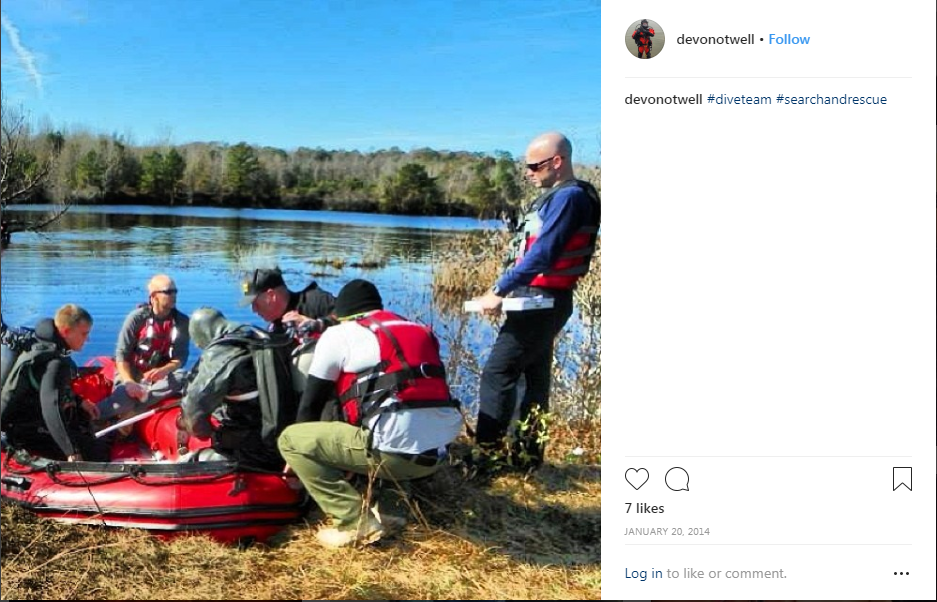 devonotwell • Follow
devonotwell #diveteam #searchandrescue
7 likes
JANUARY 20, 2014
Log in to like or comment.